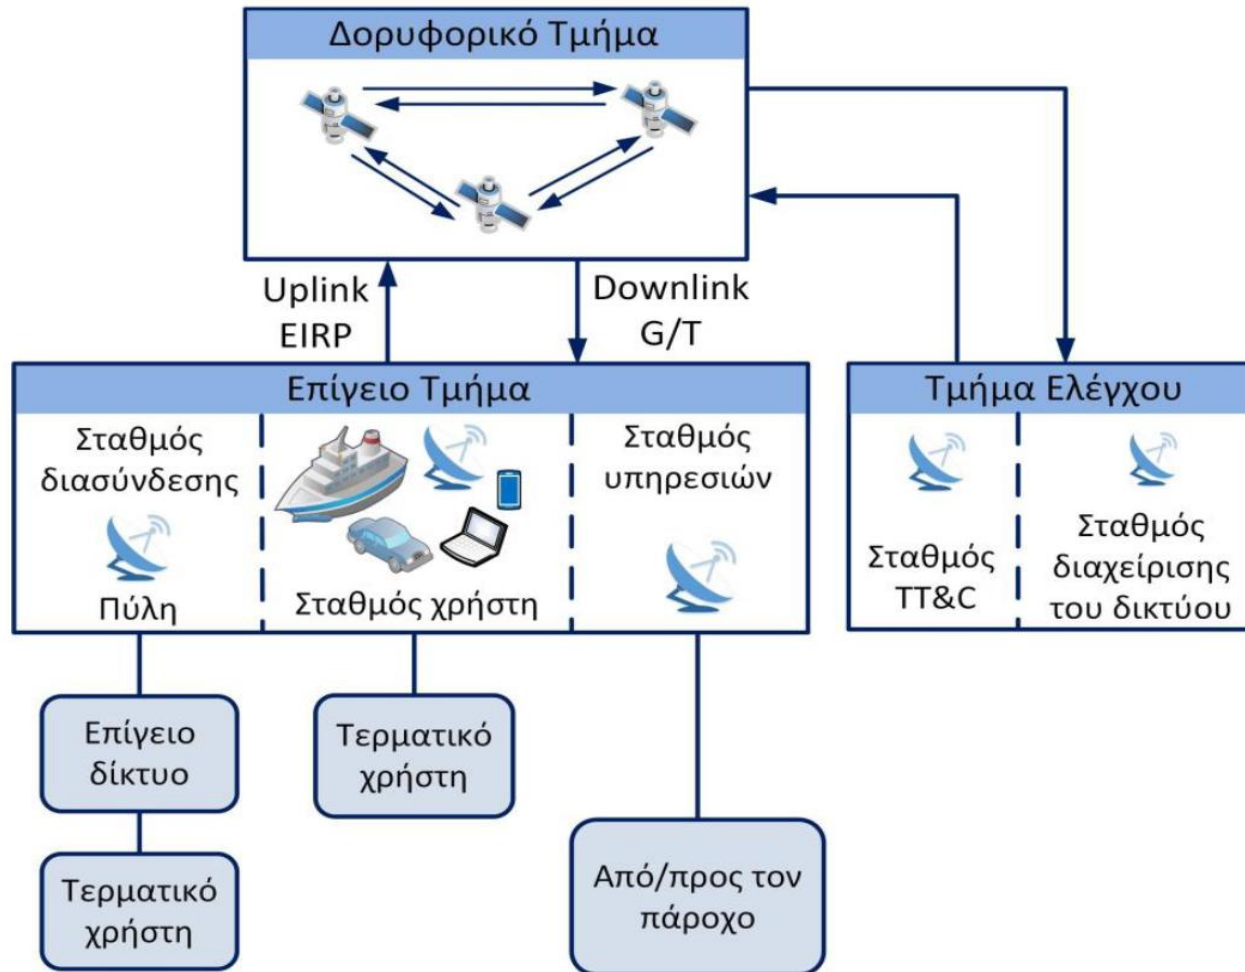 Δορυφορικό Τμήμα
Uplink
EIRP
Downlink
G/T
Επίγειο Τμήμα
Σταθμός
διασύνδεσης
Πύλη
Σταθμός χρήστη
Σταθμός
υπηρεσιών
Τμήμα Ελέγχου
Σταθμός
TT&C
Σταθμός
διαχείρισης
του δικτύου
Επίγειο
δίκτυο
Τερματικό
χρήστη
Τερματικό
χρήστη
Από/προς τον
πάροχο